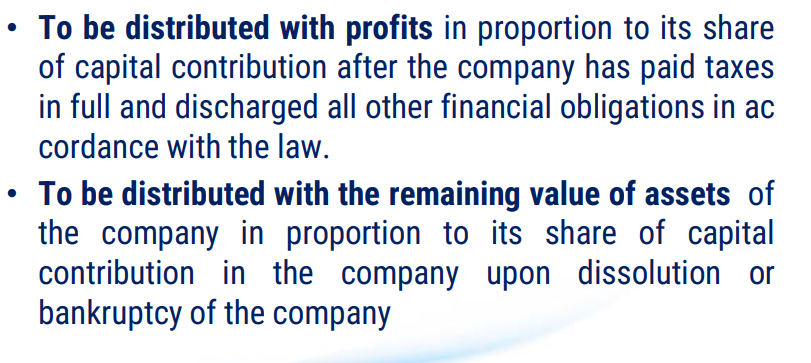 • To be distributed with profits in proportion to its share
of capital contribution after the company has paid taxes
in full and discharged all other financial obligations in ac
cordance with the law.
• To be distributed with the remaining value of assets of
the company in proportion to its share of capital
contribution in the company upon dissolution or
bankruptcy of the company